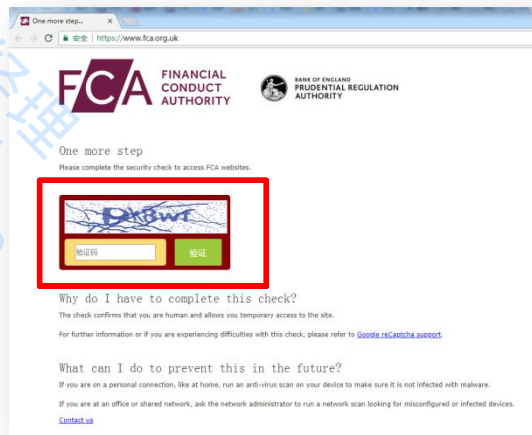 One more step...
安全 | https://www.fca.org.uk
FCA
FINANCIAL
CONDUCT
AUTHORITY
BANK OF ENGLAND
PRUDENTIAL REGULATION
AUTHORITY
One more step
Please complete the security check to access FCA websites.
验证码
验证
Why do I have to complete this check?
The check confirms that you are human and allows you temporary access to the site.
For further information or if you are experiencing difficulties with this check, please refer to Google reCaptcha support.
What can I do to prevent this in the future?
If you are on a personal connection, like at home, run an anti-virus scan on your device to make sure it is not infected with malware.
If you are at an office or shared network, ask the network administrator to run a network scan looking for misconfigured or infected devices.
Contact us